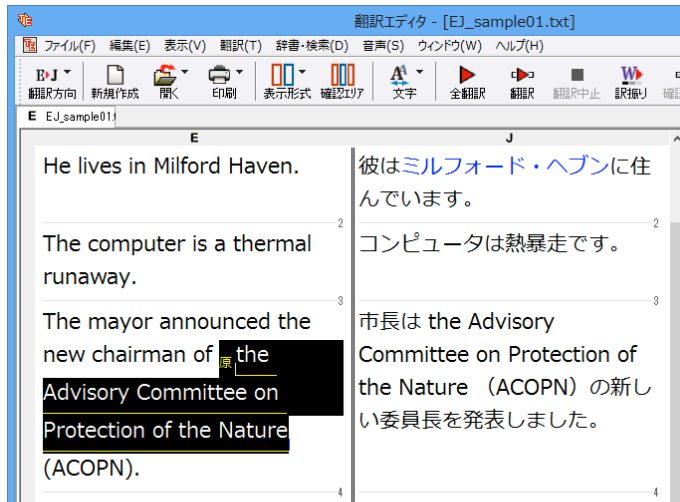 翻訳エディタ - [EJ_sample01.txt]
ファイル(F) 編集(E) 表示(V) 翻訳(T) 辞書・検索(D) 音声(S) ウィンドウ(W) ヘルプ(H)
E▸J
翻訳方向 新規作成 開く 印刷 表示形式 確認エリア 文字 全翻訳 翻訳 翻訳中止 訳振り 確認
E EJ_sample01.t
E J
He lives in Milford Haven.
彼はミルフォード・ヘブンに住
んでいます。
2 2
The computer is a thermal
runaway.
コンピュータは熱暴走です。
3 3
The mayor announced the
new chairman of 原 the
Advisory Committee on
Protection of the Nature
(ACOPN).
市長は the Advisory
Committee on Protection of
the Nature (ACOPN)の新し
い委員長を発表しました。
4 4